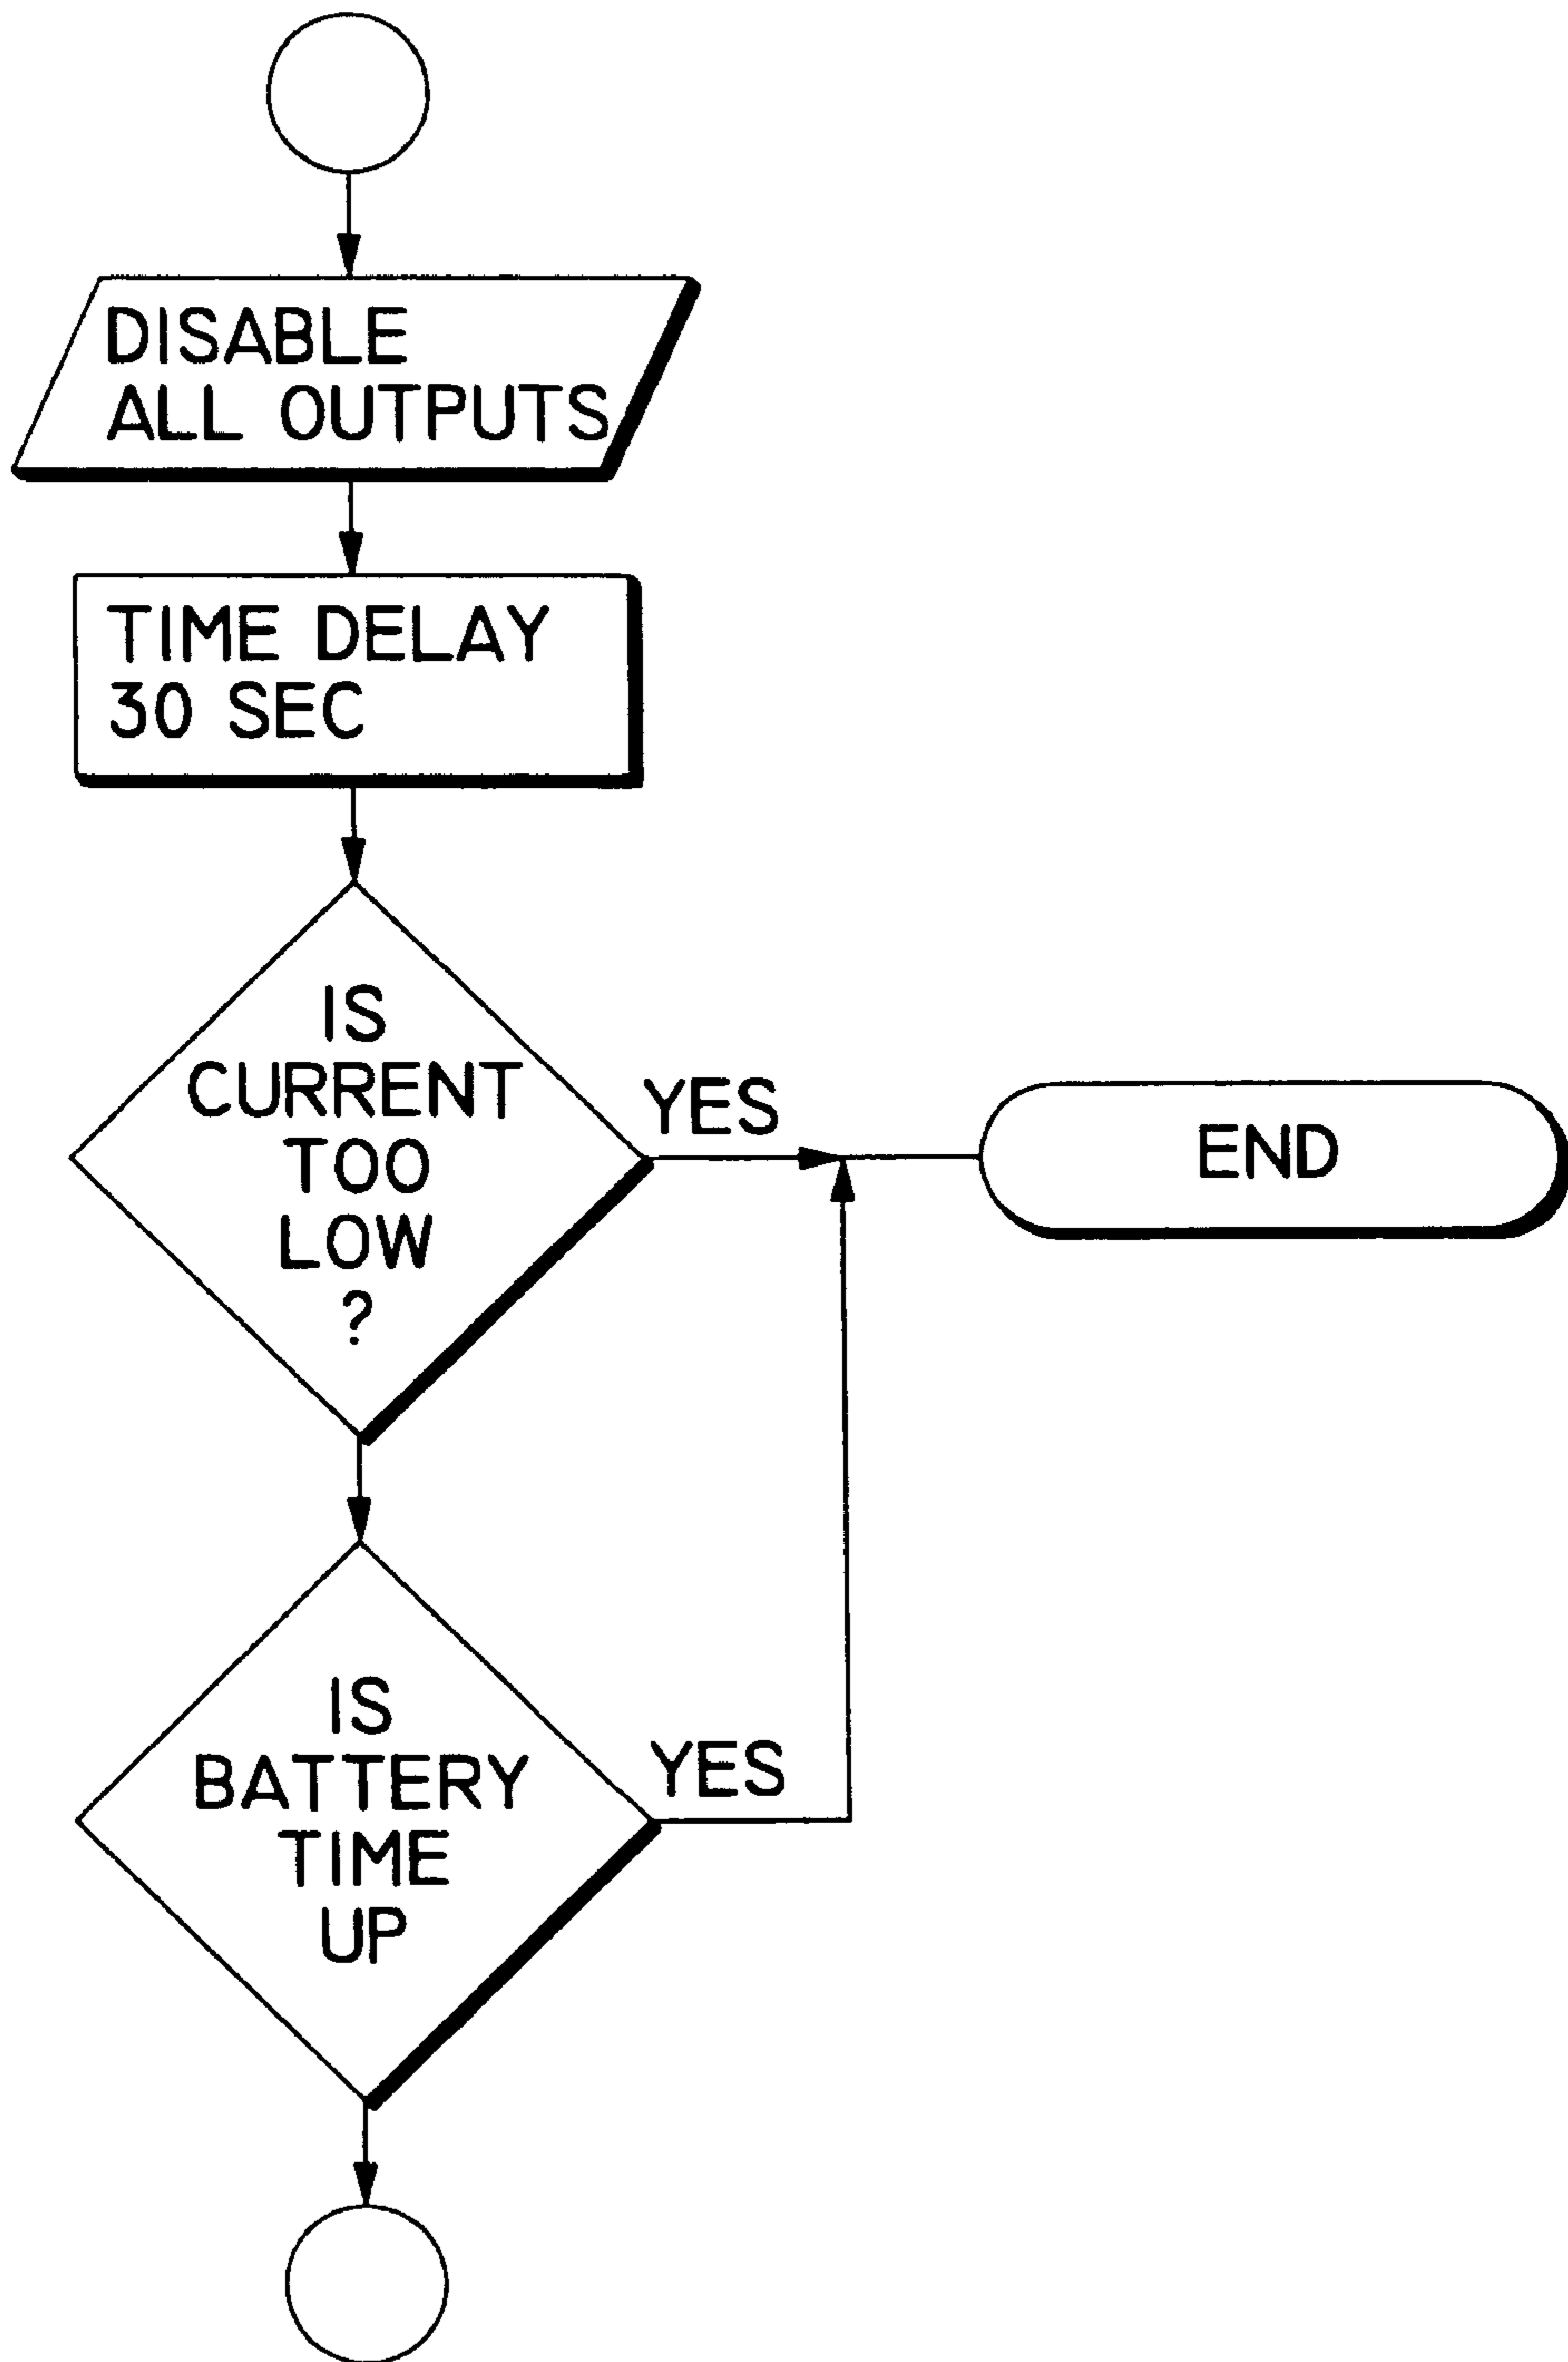 DISABLE
ALL OUTPUTS
TIME DELAY
30 SEC
IS
CURRENT
TOO
LOW
?
YES
END
IS
BATTERY
TIME
UP
YES